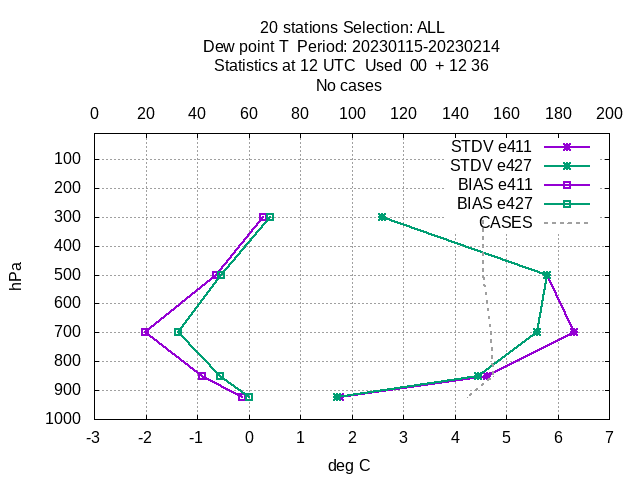 20 stations Selection: ALL
Dew point T  Period: 20230115-20230214
Statistics at 12 UTC  Used  00  + 12 36
No cases
0 20 40 60 80 100 120 140 160 180 200
STDV e411
STDV e427
BIAS e411
BIAS e427
CASES
100
200
300
400
500
600
700
800
900
1000
hPa
-3 -2 -1 0 1 2 3 4 5 6 7
deg C